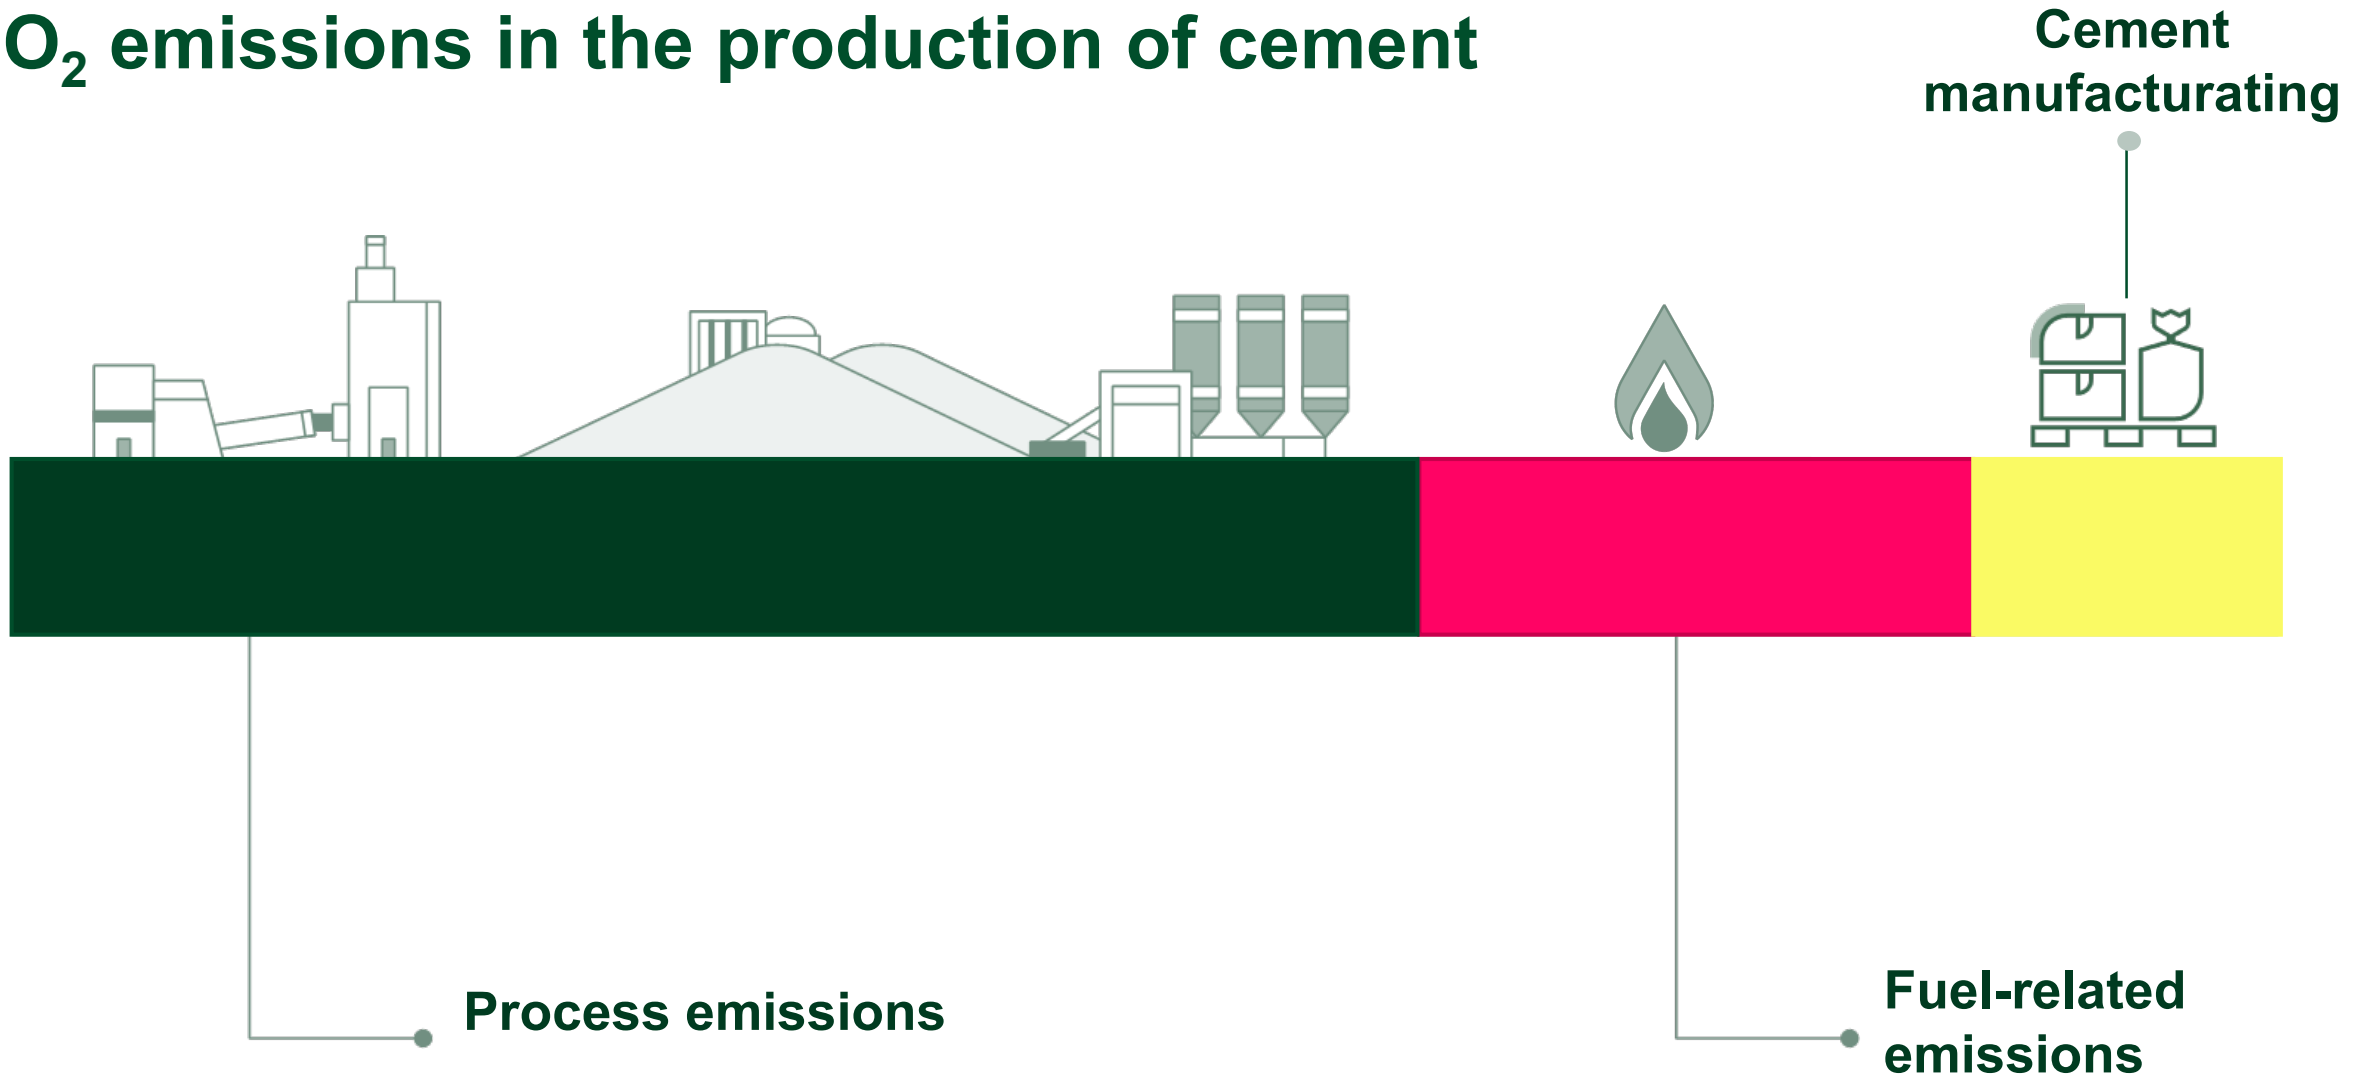 O₂ emissions in the production of cement
Cement
manufacturating
Process emissions
Fuel-related
emissions